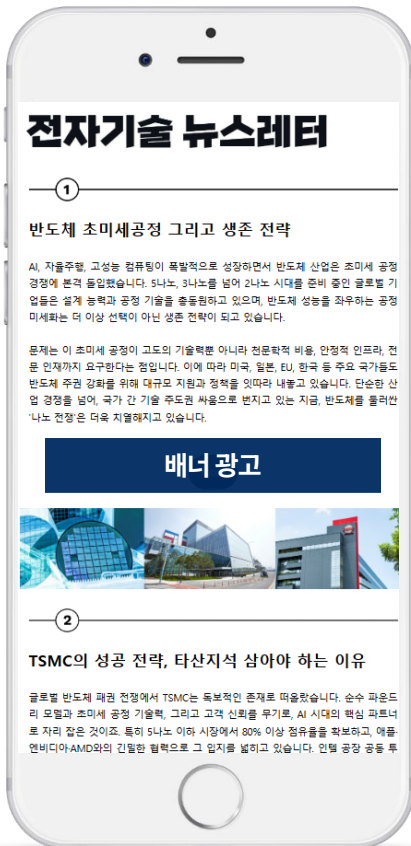 전자기술 뉴스레터
1
반도체 초미세공정 그리고 생존 전략
AI, 자율주행, 고성능 컴퓨팅이 폭발적으로 성장하면서 반도체 산업은 초미세 공정
경쟁에 본격 돌입했습니다. 5나노, 3나노를 넘어 2나노 시대를 준비 중인 글로벌 기
업들은 설계 능력과 공정 기술을 총동원하고 있으며, 반도체 성능을 좌우하는 공정
미세화는 더 이상 선택이 아닌 생존 전략이 되고 있습니다.
문제는 이 초미세 공정이 고도의 기술력뿐 아니라 천문학적 비용, 안정적 인프라, 전
문 인재까지 요구한다는 점입니다. 이에 따라 미국, 일본, EU, 한국 등 주요 국가들도
반도체 주권 강화를 위해 대규모 지원과 정책을 잇따라 내놓고 있습니다. 단순한 산
업 경쟁을 넘어, 국가 간 기술 주도권 싸움으로 번지고 있는 지금, 반도체를 둘러싼
'나노 전쟁'은 더욱 치열해지고 있습니다.
배너 광고
2
TSMC의 성공 전략, 타산지석 삼아야 하는 이유
글로벌 반도체 패권 전쟁에서 TSMC는 독보적인 존재로 떠올랐습니다. 순수 파운드
리 모델과 초미세 공정 기술력, 그리고 고객 신뢰를 무기로, AI 시대의 핵심 파트너
로 자리 잡은 것이죠. 특히 5나노 이하 시장에서 80% 이상 점유율을 확보하고, 애플·
엔비디아·AMD와의 긴밀한 협력으로 그 입지를 넓히고 있습니다. 인텔 공장 공동 투